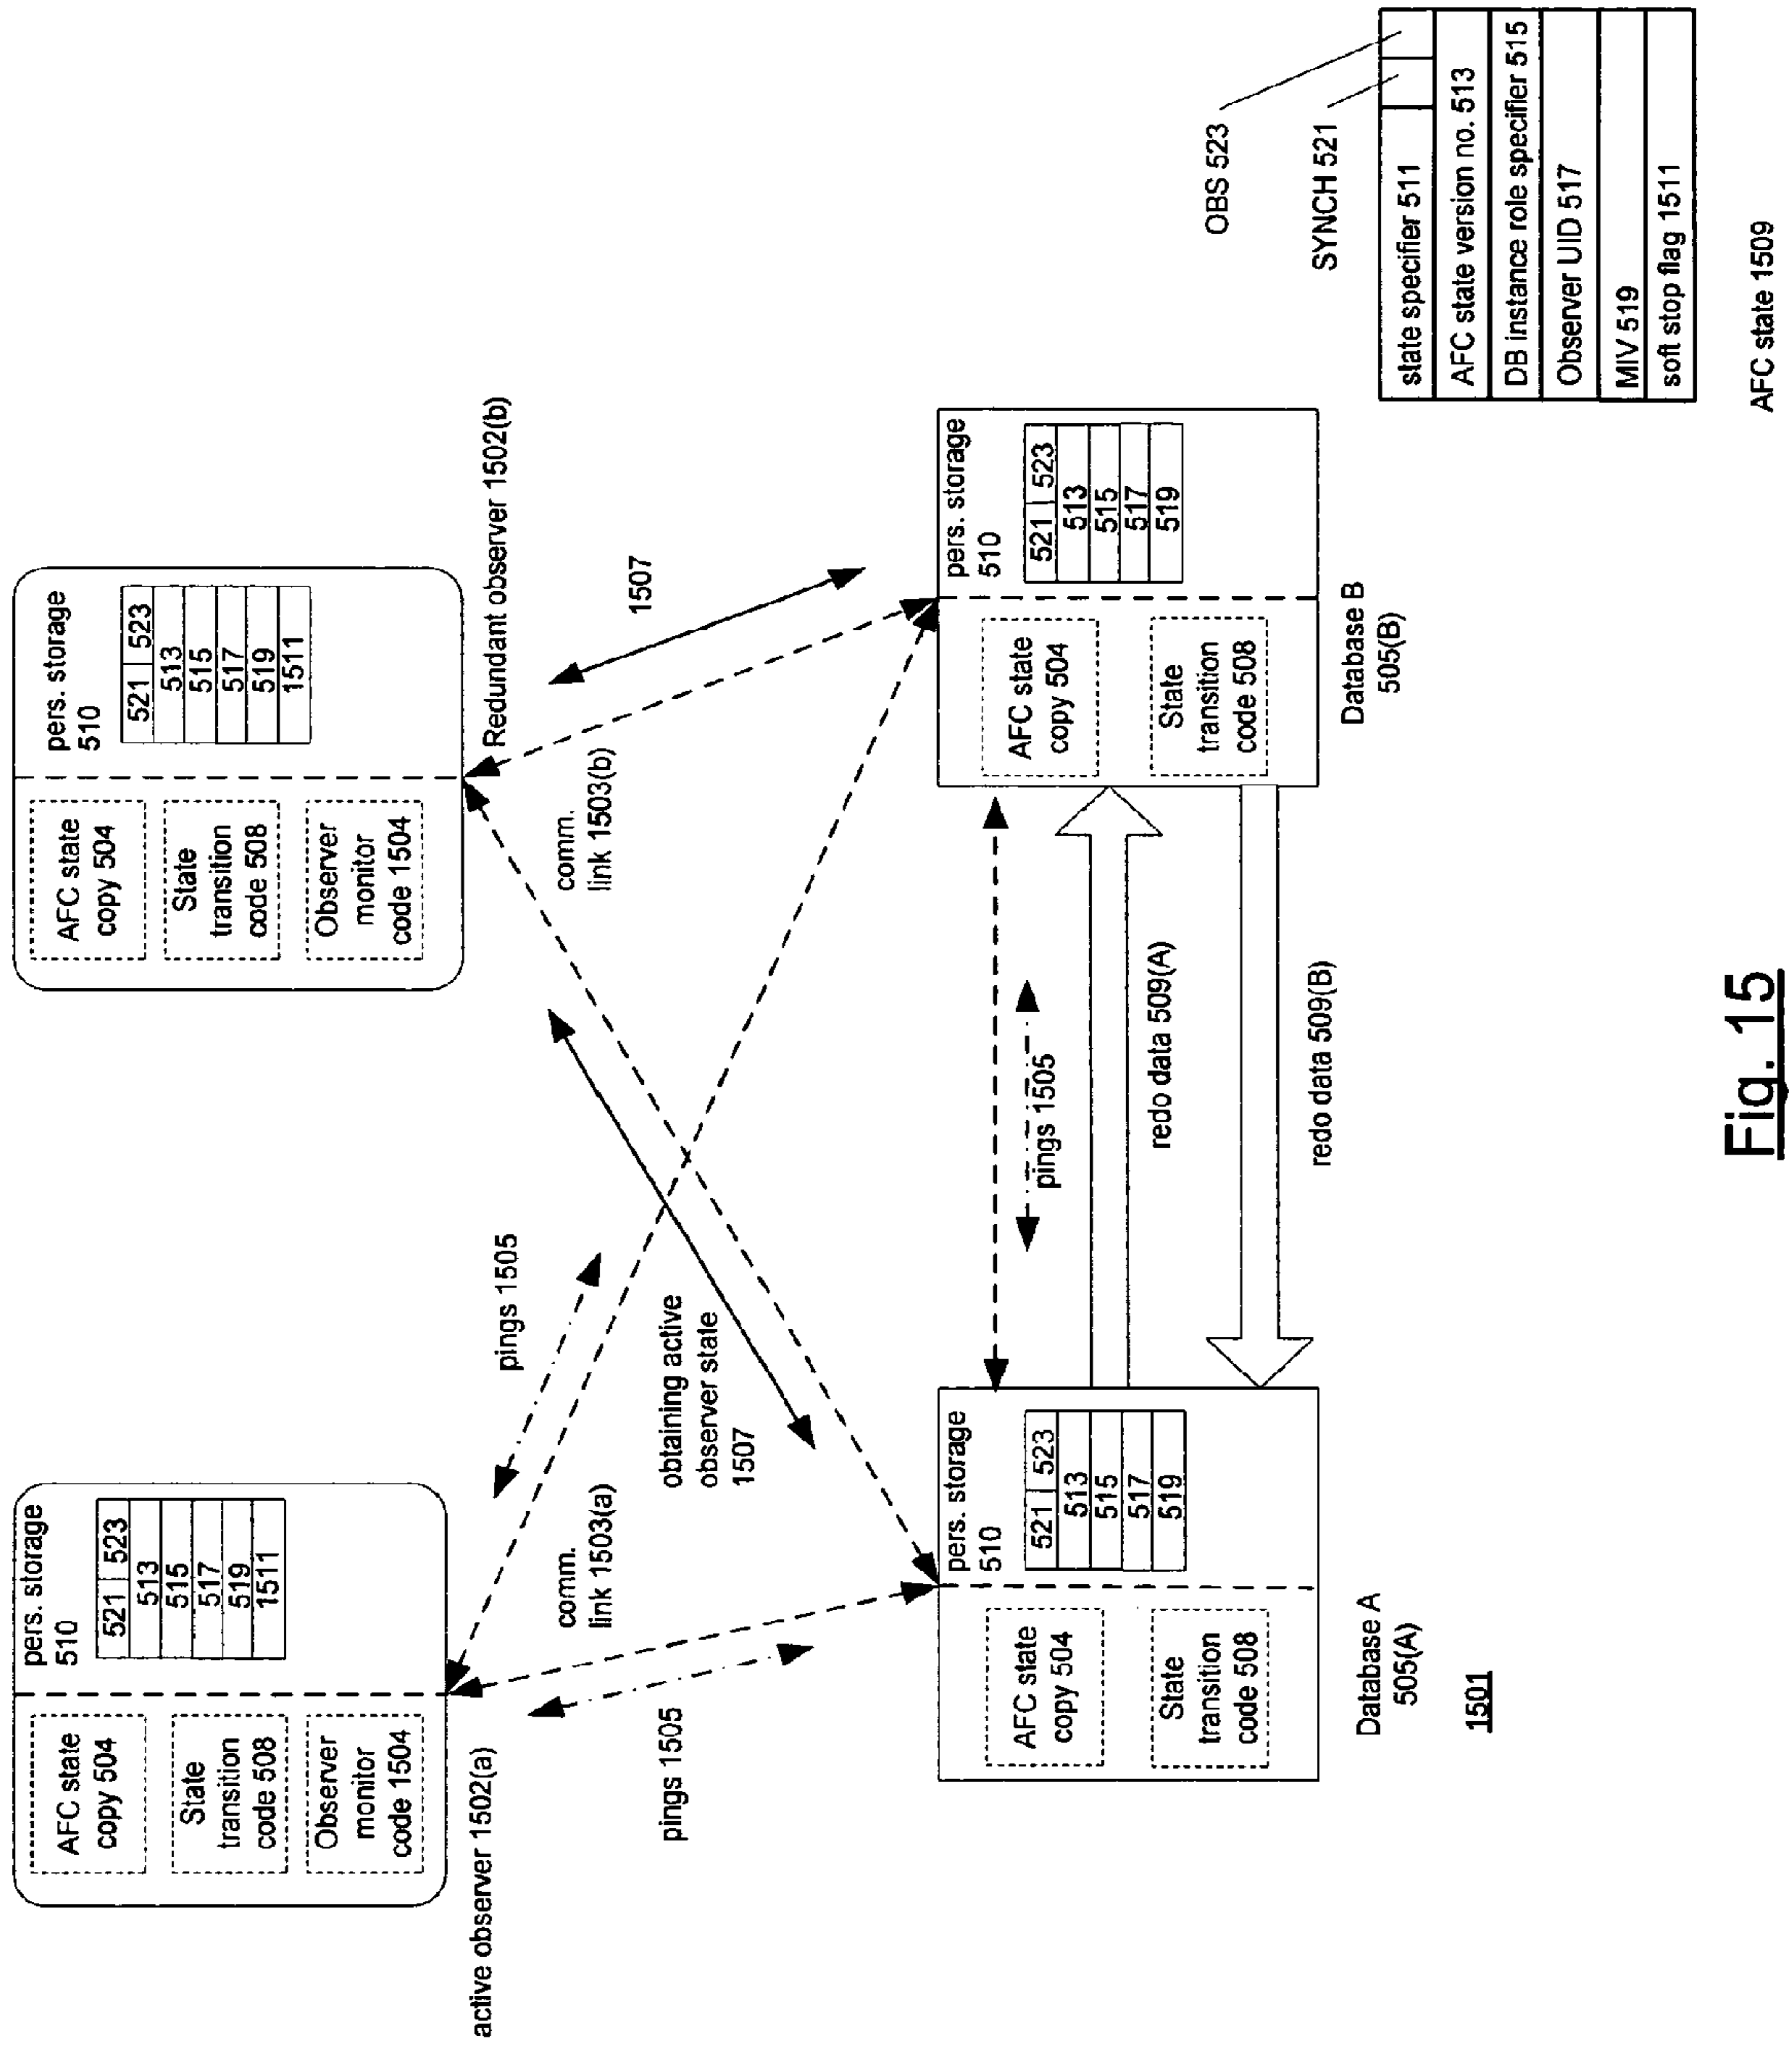 AFC state
copy 504
State
transition
code 508
Observer
monitor
code 1504
pers. storage
510
521 523
513
515
517
519
1511
active observer 1502(a)
AFC state
copy 504
State
transition
code 508
Observer
monitor
code 1504
pers. storage
510
521 523
513
515
517
519
1511
Redundant observer 1502(b)
pings 1505
comm.
link 1503(a)
pings 1505
obtaining active
observer state
1507
comm.
link 1503(b)
1507
AFC state
copy 504
State
transition
code 508
pers. storage
510
521 523
513
515
517
519
Database A
505(A)
pings 1505
redo data 509(A)
redo data 509(B)
AFC state
copy 504
State
transition
code 508
pers. storage
510
521 523
513
515
517
519
Database B
505(B)
OBS 523
SYNCH 521
state specifier 511
AFC state version no. 513
DB instance role specifier 515
Observer UID 517
MIV 519
soft stop flag 1511
AFC state 1509
1501
Fig. 15